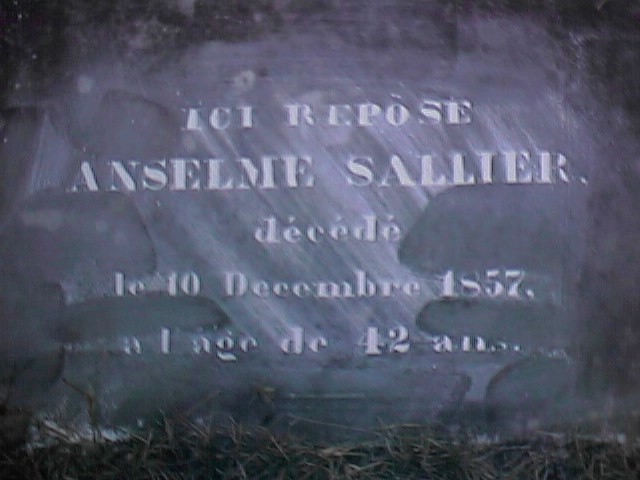 ICI REPOSE
ANSELME SALLIER,
décédé
le 10 Decembre 1857,
a l'age de 42 ans.